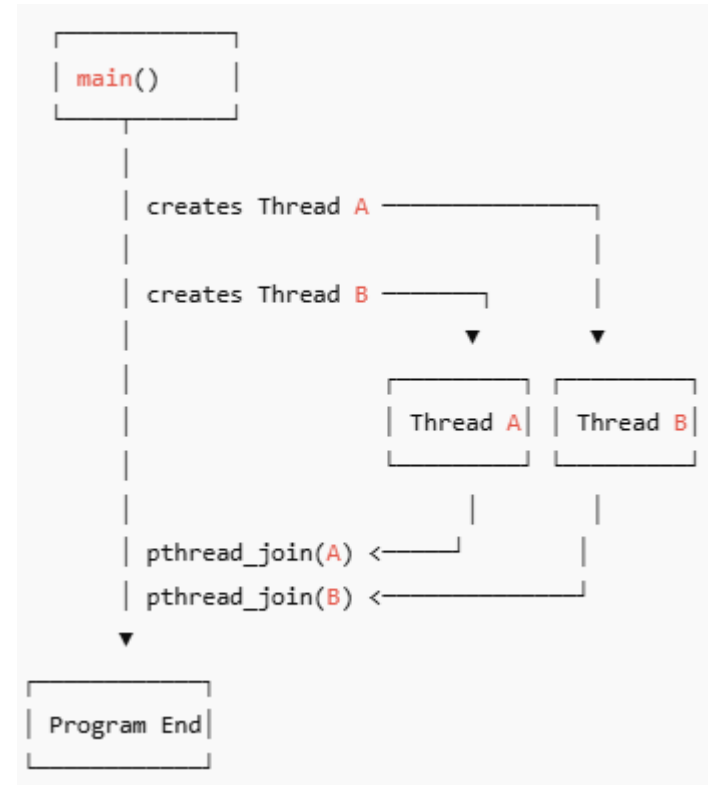 main()
creates Thread A
creates Thread B
Thread A Thread B
pthread_join(A) <
pthread_join(B) <
Program End